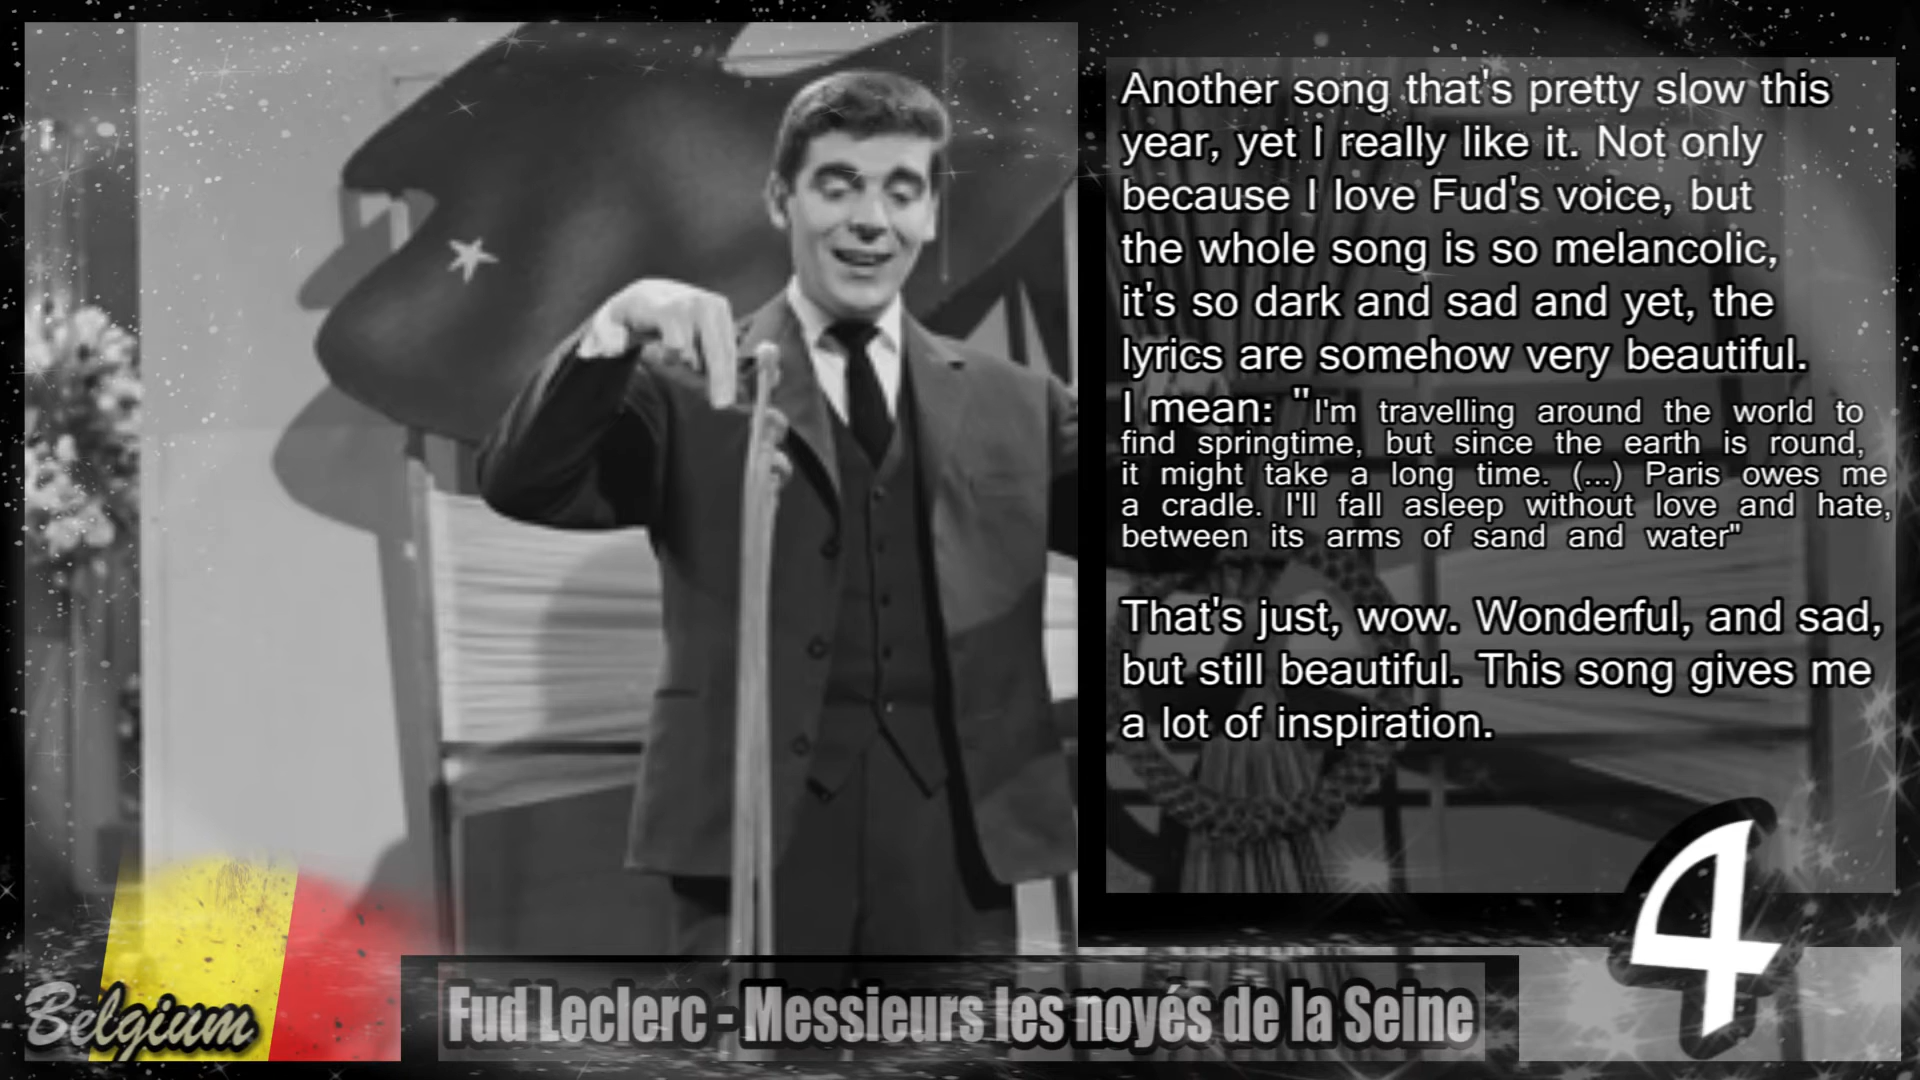 Another song that's pretty slow this
year, yet I really like it. Not only
because I love Fud's voice, but
the whole song is so melancolic,
it's so dark and sad and yet, the
lyrics are somehow very beautiful.
I mean: "I'm travelling around the world to
find springtime, but since the earth is round,
it might take a long time. (...) Paris owes me
a cradle. I'll fall asleep without love and hate,
between its arms of sand and water"
That's just, wow. Wonderful, and sad,
but still beautiful. This song gives me
a lot of inspiration.
4
Belgium
Fud Leclerc - Messieurs les noyés de la Seine